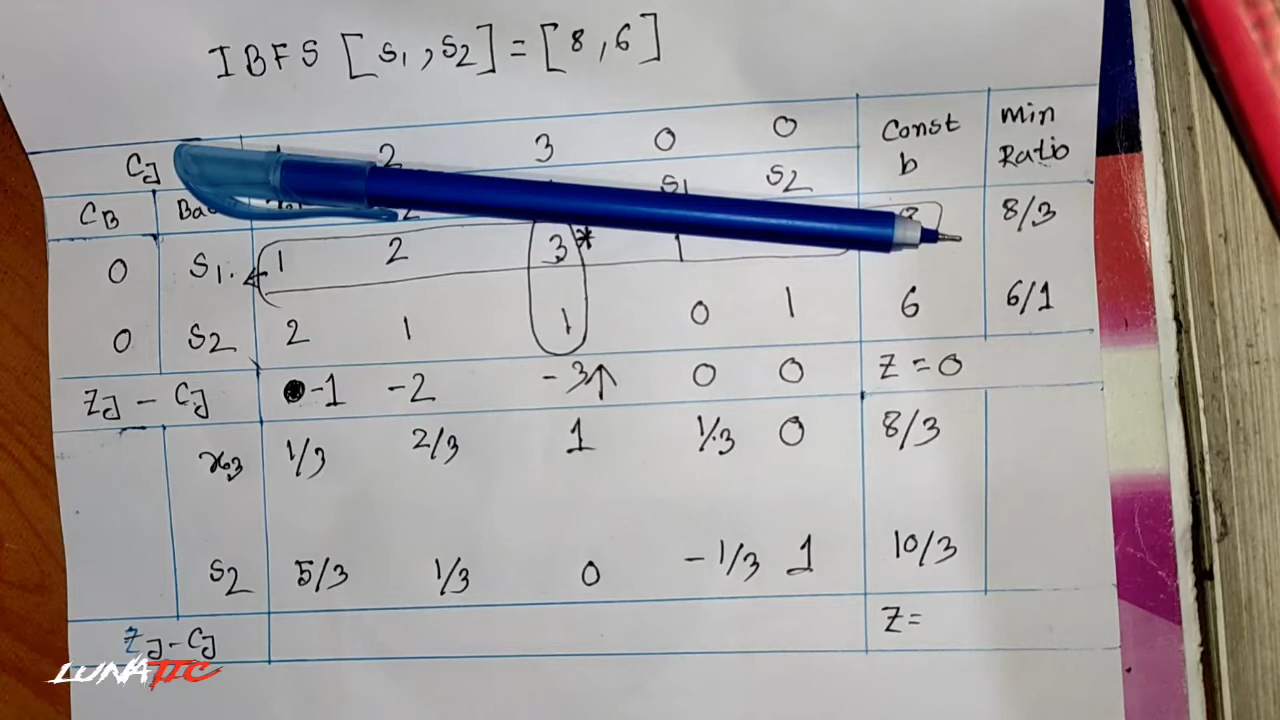 IBFS [S1, S2] = [8, 6]
CJ 2 3 0 0 Const b Min Ratio
CB S1 S2
0 S1 1 2 3* 1 8/3
0 S2 2 1 1 0 1 6 6/1
ZJ - CJ -1 -2 -3↑ 0 0 Z = 0
x3 1/3 2/3 1 1/3 0 8/3
S2 5/3 1/3 0 -1/3 1 10/3
ZJ - CJ Z =
LUNATIC